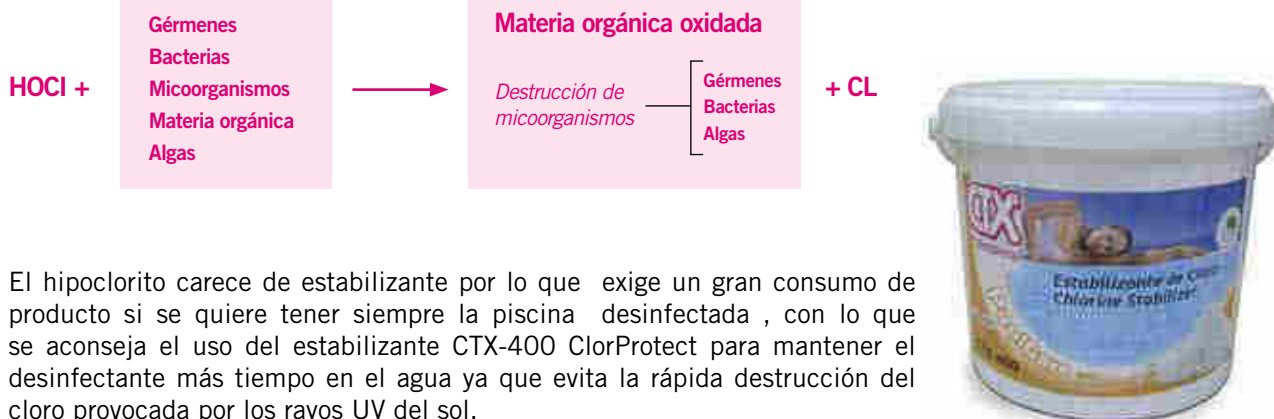 Gérmenes
Bacterias
HOCl +
Micoorganismos
Materia orgánica
Algas
Materia orgánica oxidada
Destrucción de
micoorganismos
Gérmenes
Bacterias
Algas
+ CL
CTX
Estabilizante de
Chlorine Stabilizer
El hipoclorito carece de estabilizante por lo que exige un gran consumo de
producto si se quiere tener siempre la piscina desinfectada , con lo que
se aconseja el uso del estabilizante CTX-400 ClorProtect para mantener el
desinfectante más tiempo en el agua ya que evita la rápida destrucción del
cloro provocada por los rayos UV del sol.